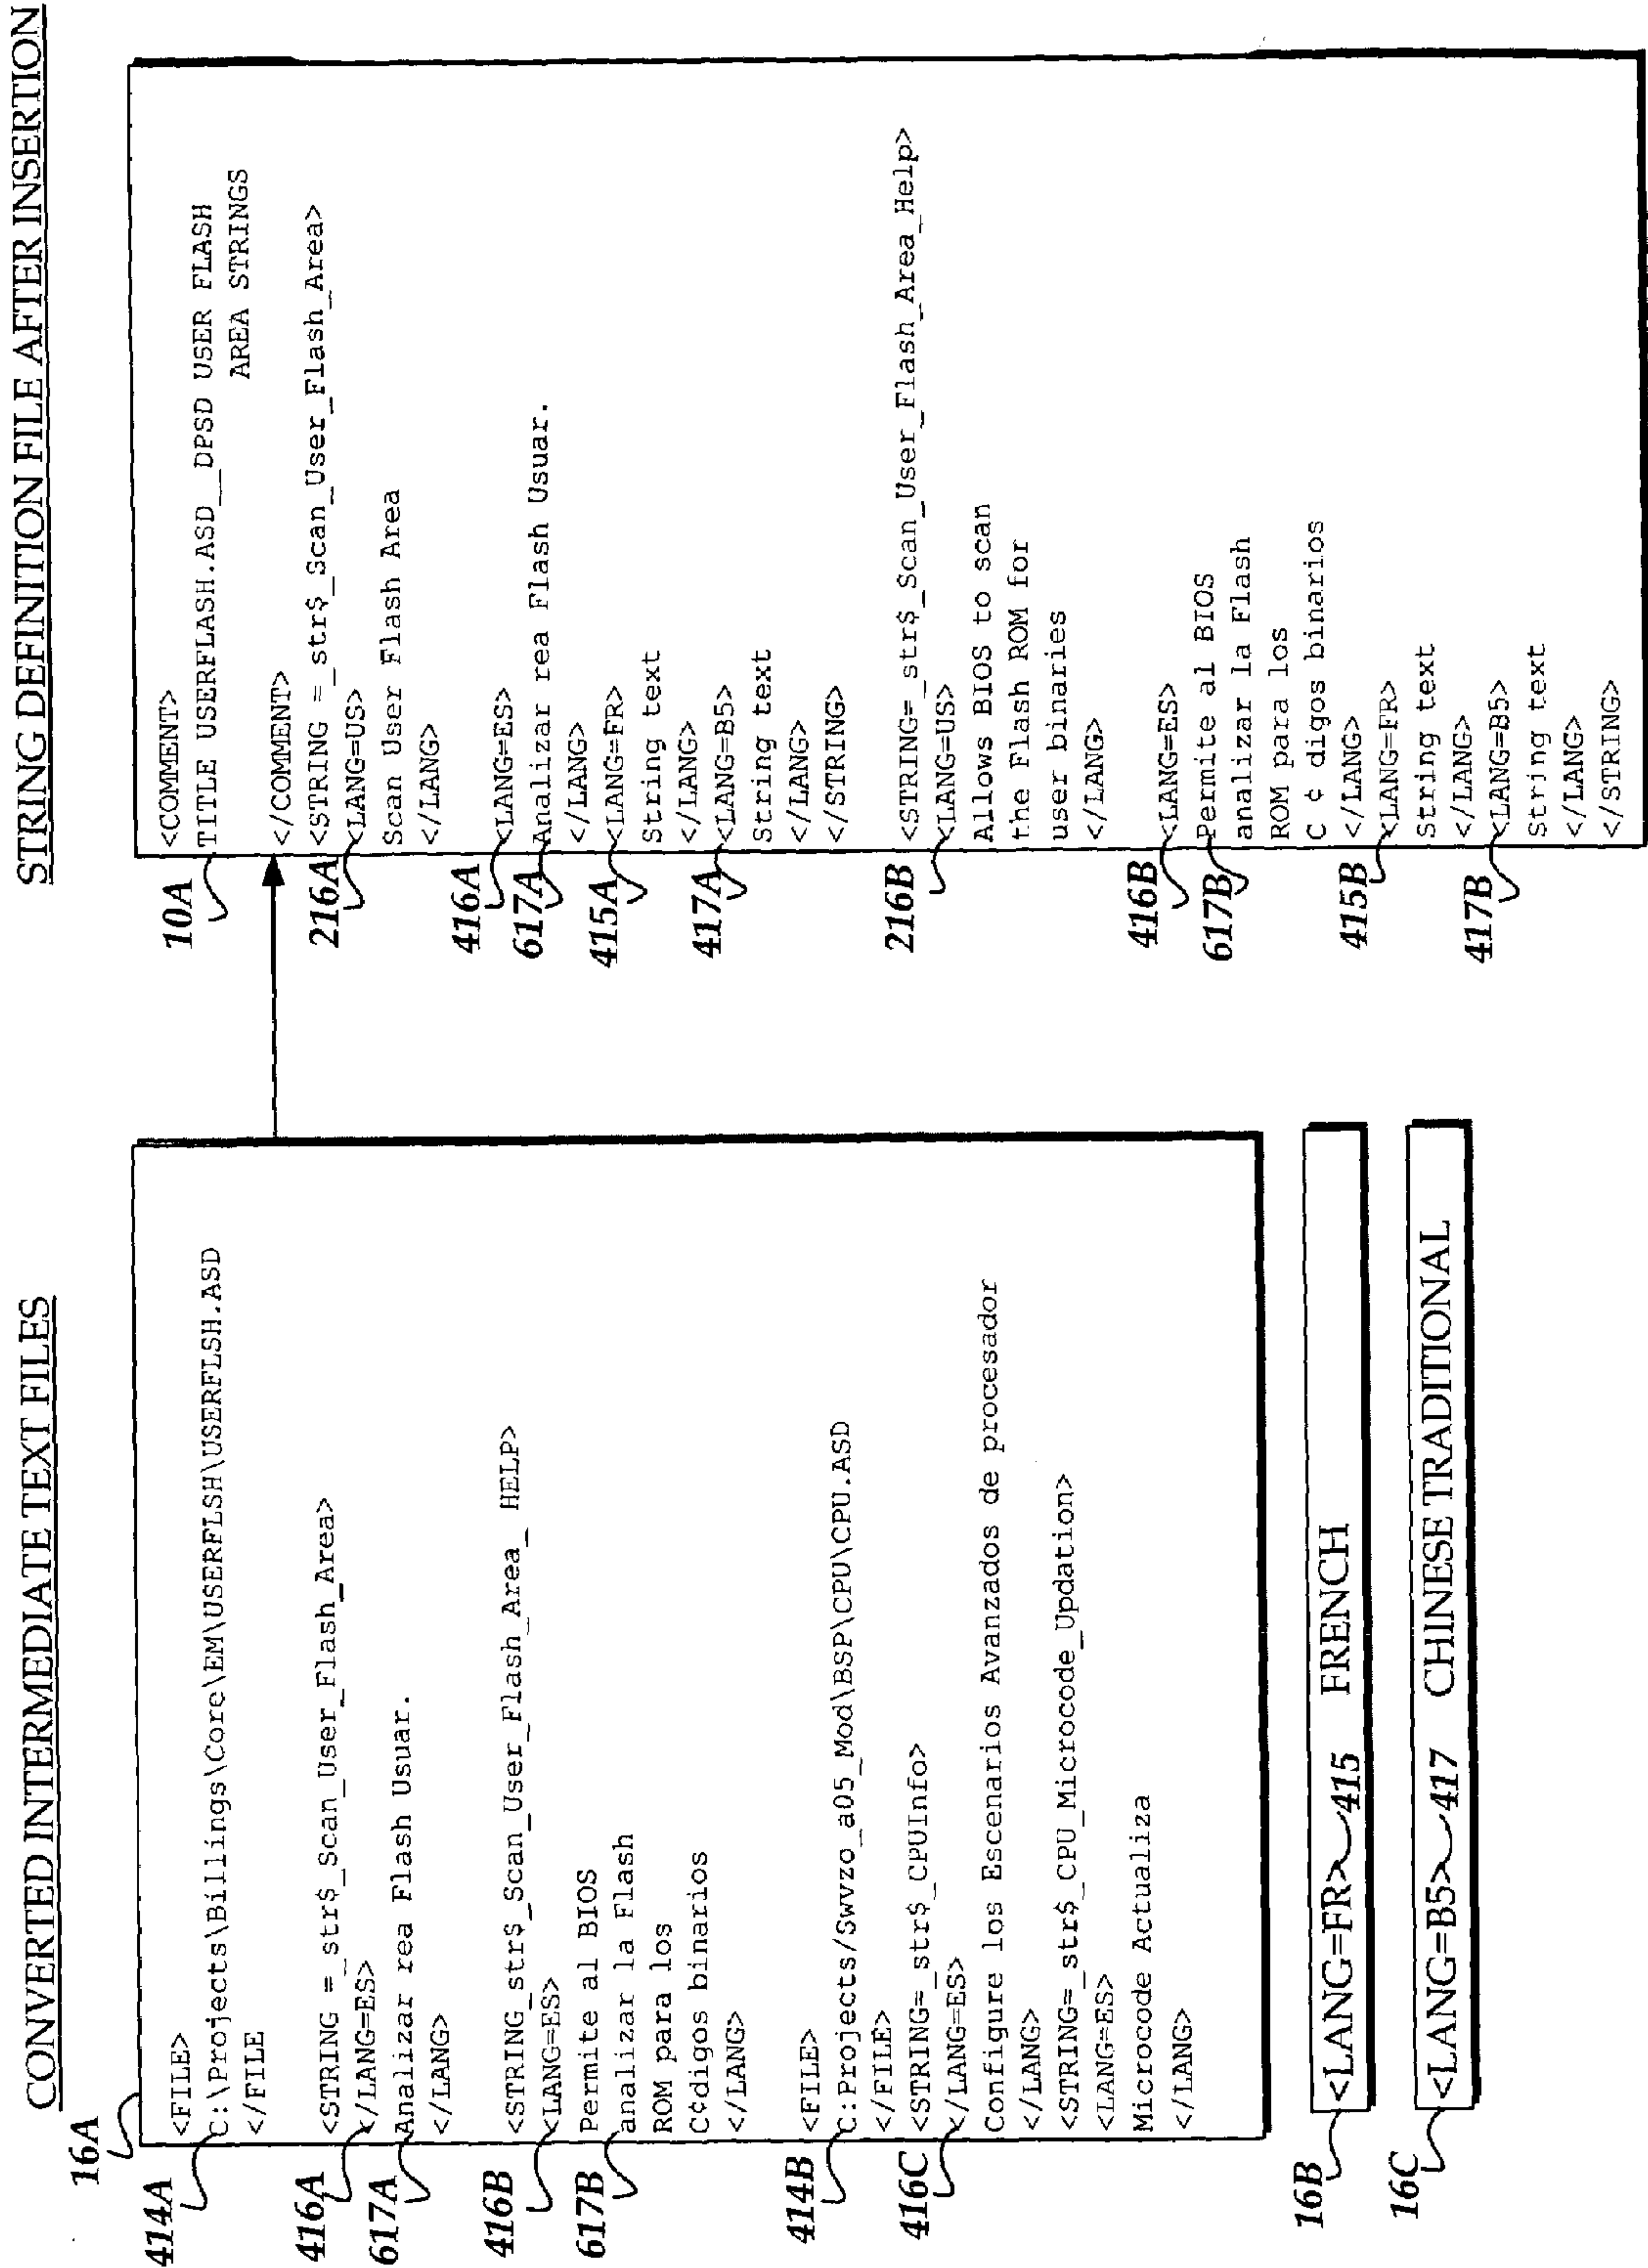 CONVERTED INTERMEDIATE TEXT FILES
16A
414A
<FILE>
C:\Projects\Billings\Core\EM\USERFLSH\USERFLSH.ASD
</FILE
416A
<STRING =_str$_Scan_User_Flash_Area>
</LANG=ES>
617A
Analizar rea Flash Usuar.
</LANG>
416B
<STRING_str$_Scan_User_Flash_Area_ HELP>
<LANG=ES>
617B
Permite al BIOS
analizar la Flash
ROM para los
C¢digos binarios
</LANG>
414B
<FILE>
C:Projects/Swvzo_a05_Mod\BSP\CPU\CPU.ASD
</FILE>
416C
<STRING=_str$_CPUInfo>
</LANG=ES>
Configure los Escenarios Avanzados de procesador
</LANG>
<STRING=_str$_CPU_Microcode_Updation>
<LANG=ES>
Microcode Actualiza
</LANG>
16B
<LANG=FR> 415 FRENCH
16C
<LANG=B5> 417 CHINESE TRADITIONAL
STRING DEFINITION FILE AFTER INSERTION
<COMMENT>
10A
TITLE USERFLASH.ASD__DPSD USER FLASH
AREA STRINGS
</COMMENT>
216A
<STRING =_str$_Scan_User_Flash_Area>
<LANG=US>
Scan User Flash Area
</LANG>
416A
<LANG=ES>
617A
Analizar rea Flash Usuar.
</LANG>
415A
<LANG=FR>
String text
</LANG>
417A
<LANG=B5>
String text
</LANG>
</STRING>
216B
<STRING=_str$_Scan_User_Flash_Area_Help>
<LANG=US>
Allows BIOS to scan
the Flash ROM for
user binaries
</LANG>
416B
<LANG=ES>
617B
Permite al BIOS
analizar la Flash
ROM para los
C ¢ digos binarios
</LANG>
415B
<LANG=FR>
String text
</LANG>
417B
<LANG=B5>
String text
</LANG>
</STRING>